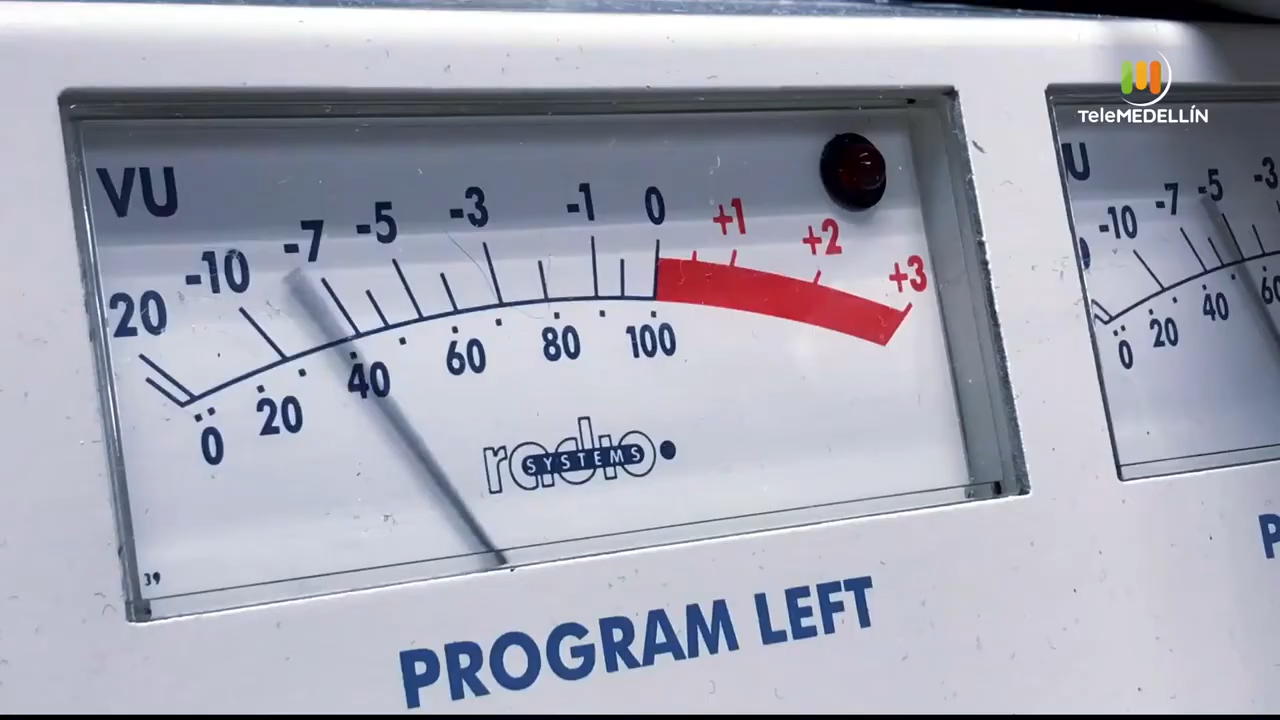 TeleMEDELLÍN
VU
20 -10 -7 -5 -3 -1 0 +1 +2 +3
0 20 40 60 80 100
radio SYSTEMS
39
PROGRAM LEFT
U
-10 -7 -5 -3
0 20 40 60
P